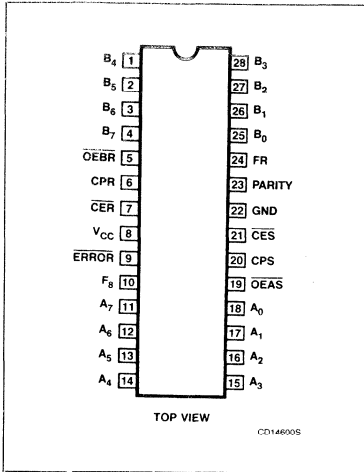 B4 1 28 B3
B5 2 27 B2
B6 3 26 B1
B7 4 25 B0
OEBR 5 24 FR
CPR 6 23 PARITY
CER 7 22 GND
VCC 8 21 CES
ERROR 9 20 CPS
F8 10 19 OEAS
A7 11 18 A0
A6 12 17 A1
A5 13 16 A2
A4 14 15 A3
TOP VIEW
CD14600S